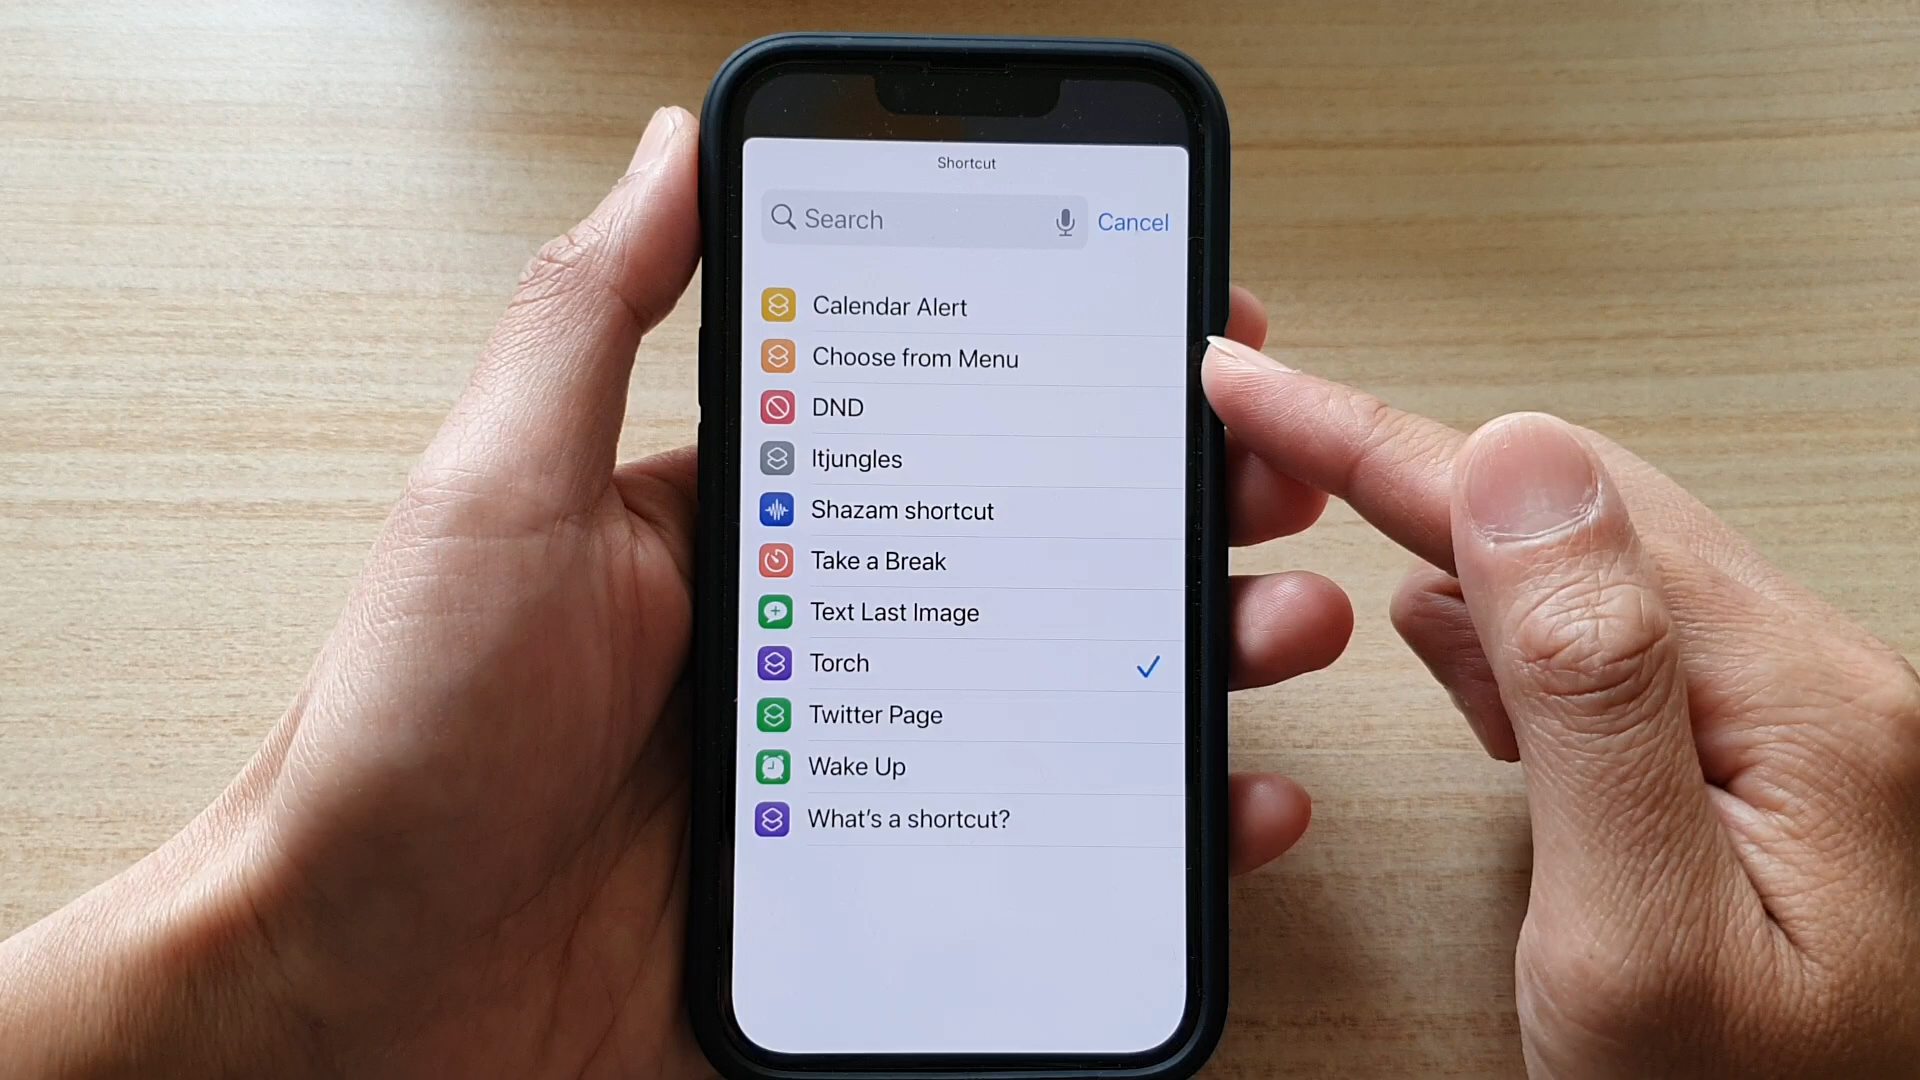 Shortcut
Search
Cancel
Calendar Alert
Choose from Menu
DND
Itjungles
Shazam shortcut
Take a Break
Text Last Image
Torch
Twitter Page
Wake Up
What's a shortcut?